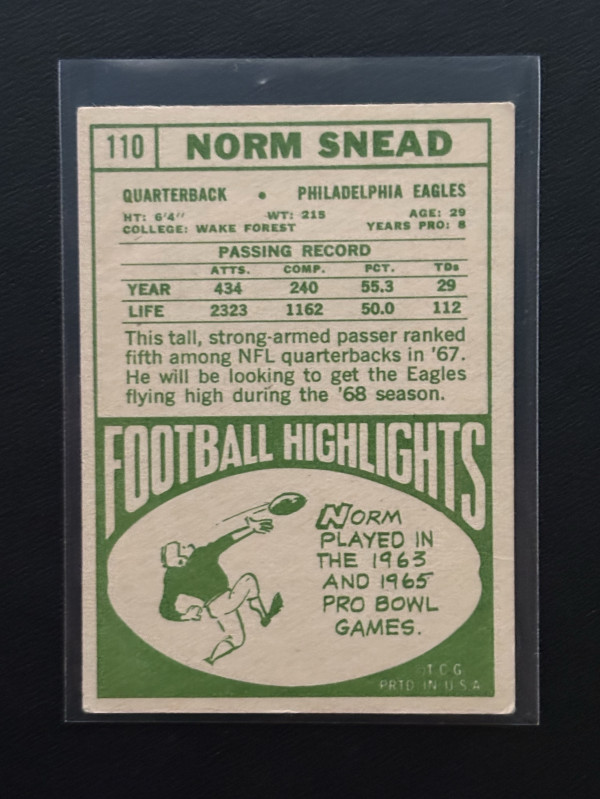 110 NORM SNEAD
QUARTERBACK • PHILADELPHIA EAGLES
HT: 6'4" WT: 215 AGE: 29
COLLEGE: WAKE FOREST YEARS PRO: 8
PASSING RECORD
ATTS. COMP. PCT. TDs
YEAR 434 240 55.3 29
LIFE 2323 1162 50.0 112
This tall, strong-armed passer ranked
fifth among NFL quarterbacks in '67.
He will be looking to get the Eagles
flying high during the '68 season.
FOOTBALL HIGHLIGHTS
NORM
PLAYED IN
THE 1963
AND 1965
PRO BOWL
GAMES.
T C G
PRTD IN U S A